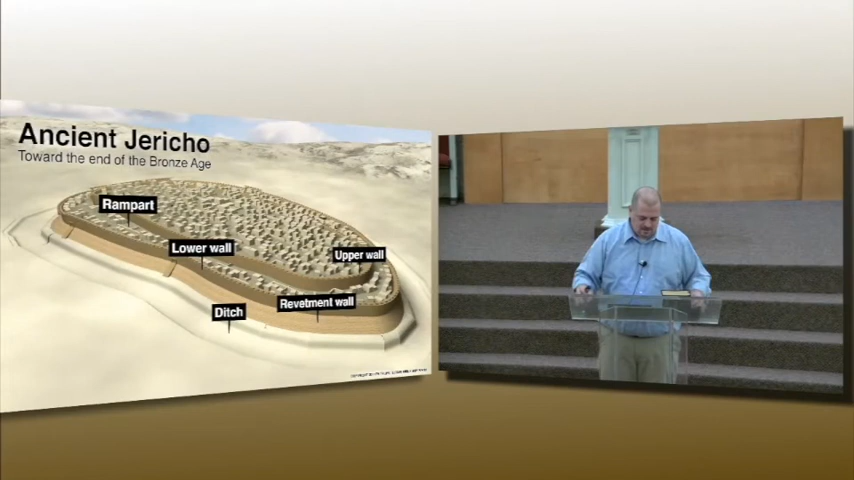 Ancient Jericho
Toward the end of the Bronze Age
Rampart
Lower wall
Upper wall
Revetment wall
Ditch